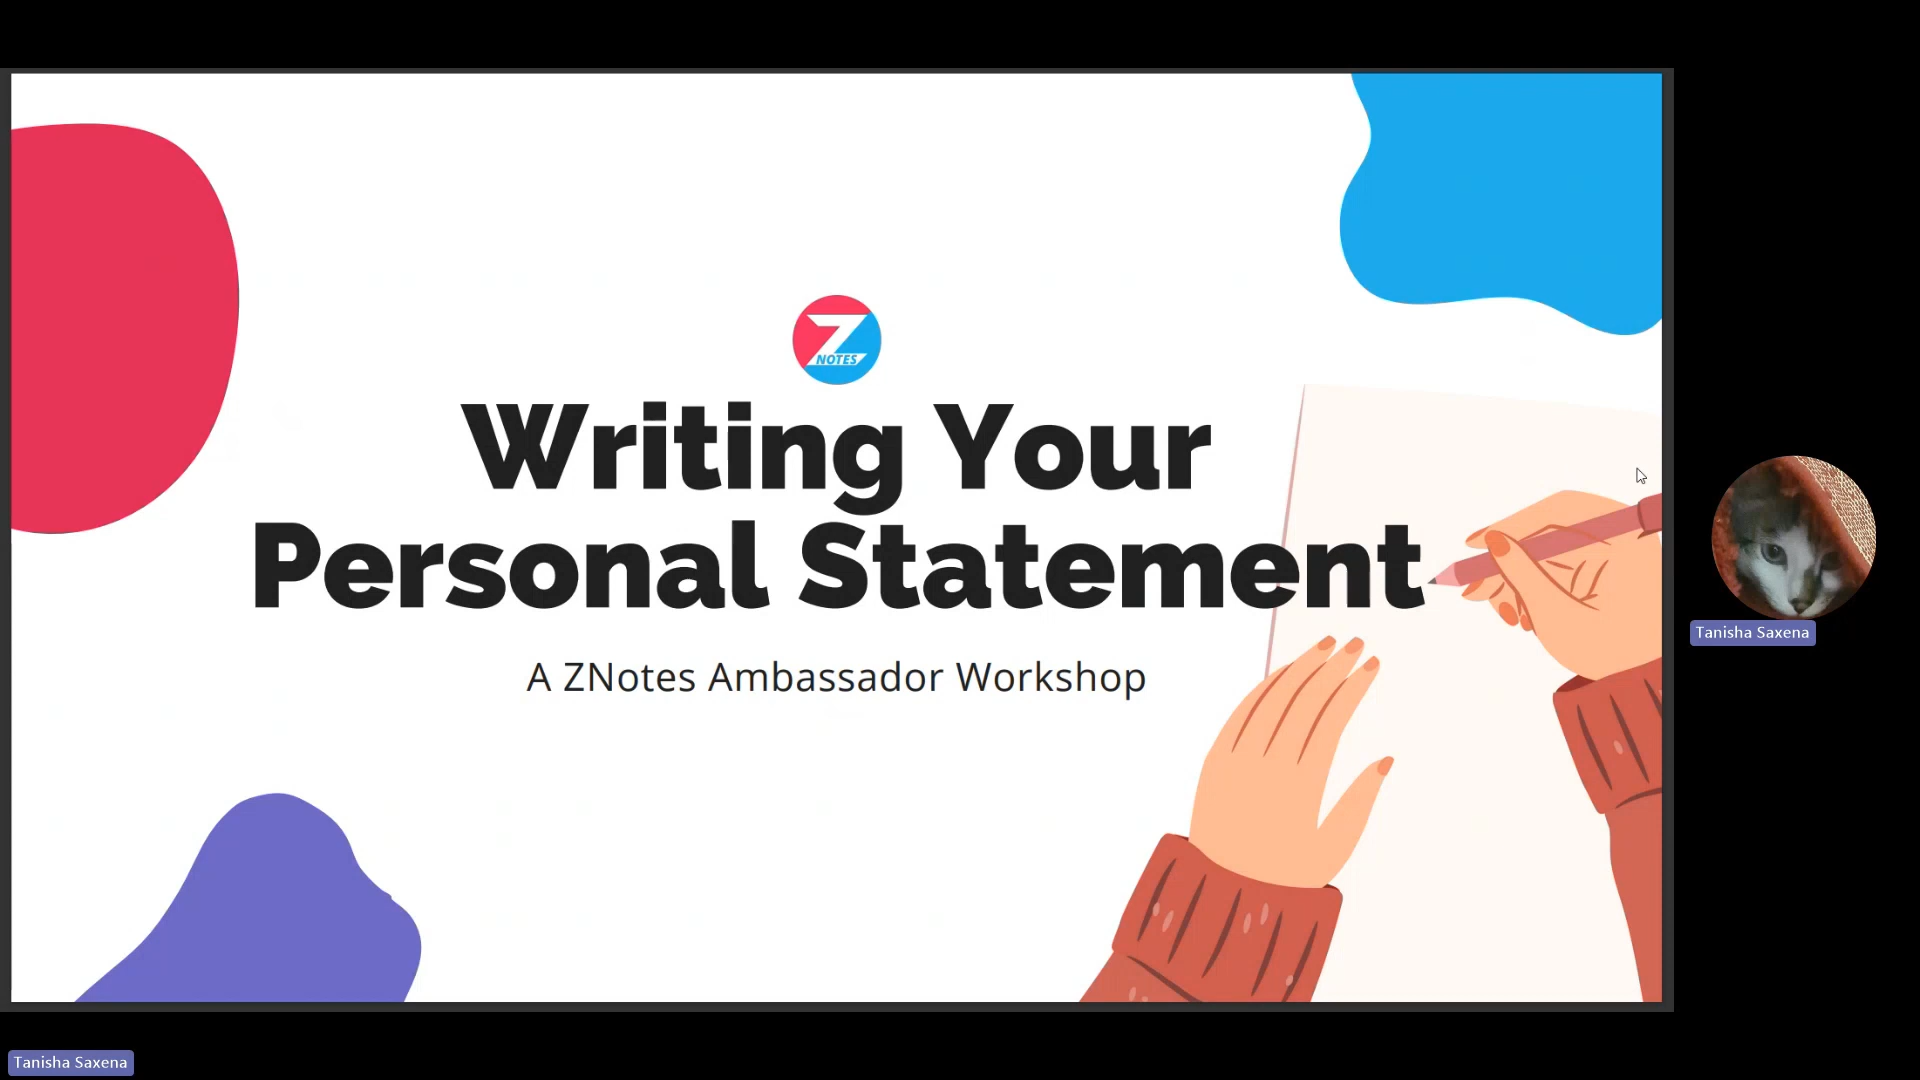 Z
NOTES
Writing Your
Personal Statement
A ZNotes Ambassador Workshop
Tanisha Saxena
Tanisha Saxena